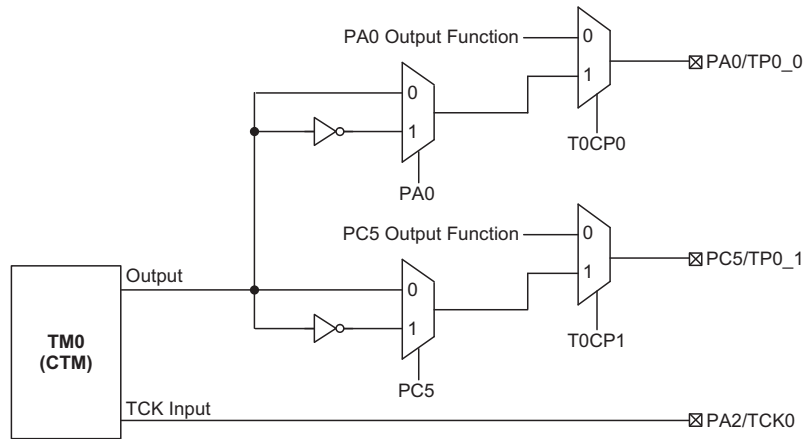 PA0 Output Function
0
1
PA0/TP0_0
T0CP0
0
1
PA0
PC5 Output Function
0
1
PC5/TP0_1
T0CP1
Output
0
1
PC5
TM0
(CTM)
TCK Input
PA2/TCK0